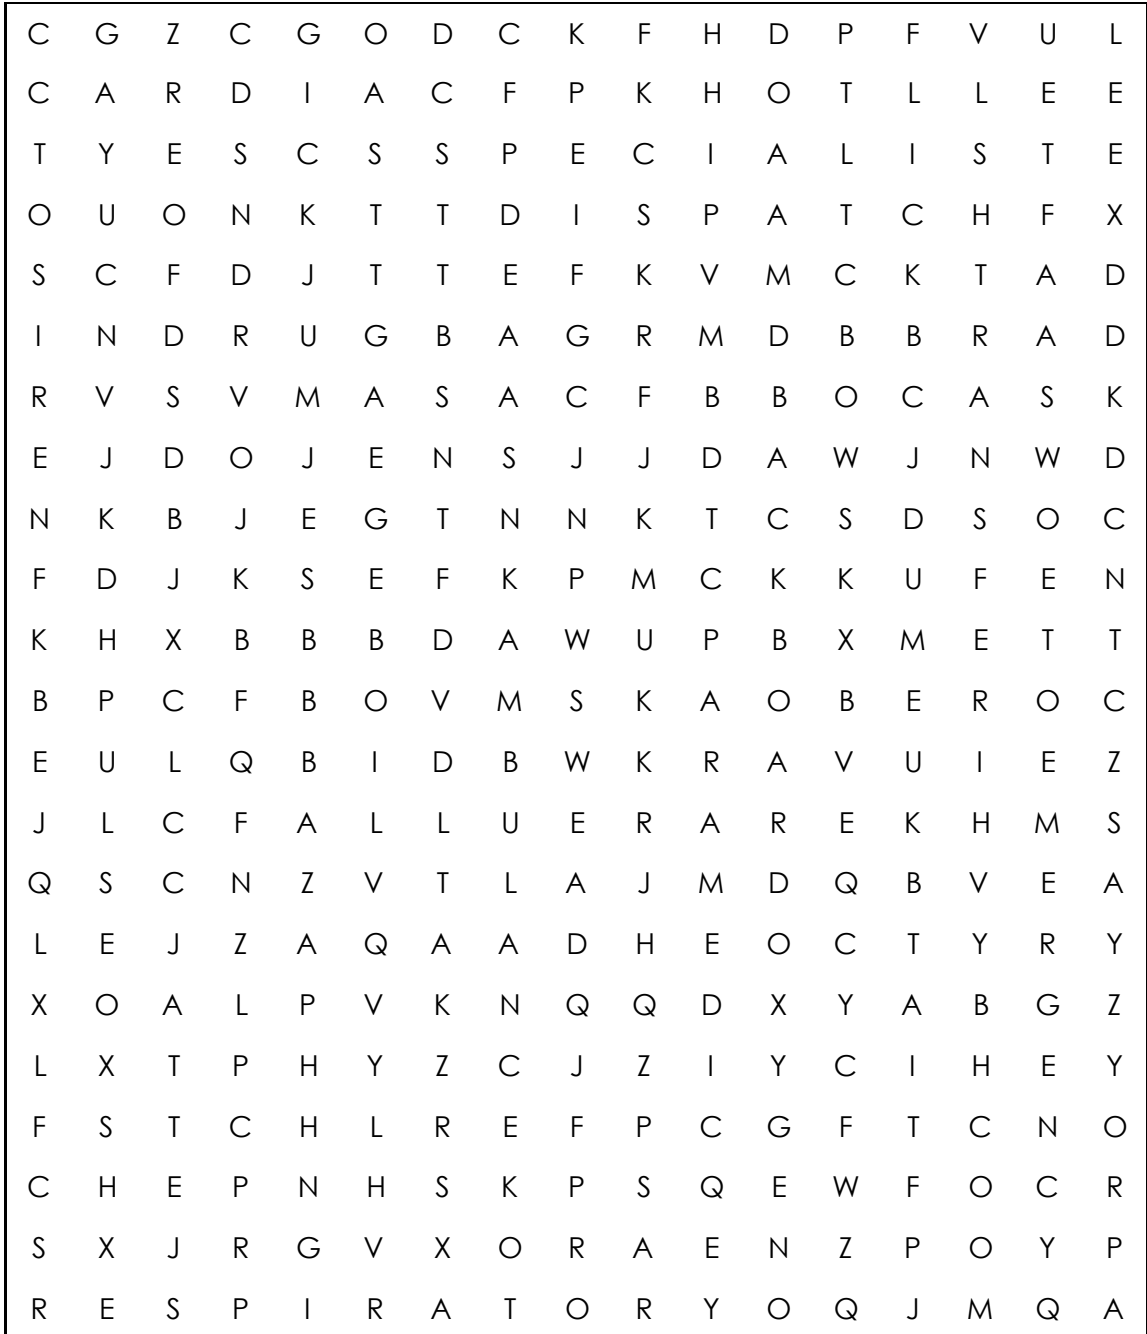 C G Z C G O D C K F H D P F V U L
C A R D I A C F P K H O T L L E E
T Y E S C S S P E C I A L I S T E
O U O N K T T D I S P A T C H F X
S C F D J T T E F K V M C K T A D
I N D R U G B A G R M D B B R A D
R V S V M A S A C F B B O C A S K
E J D O J E N S J J D A W J N W D
N K B J E G T N N K T C S D S O C
F D J K S E F K P M C K K U F E N
K H X B B B D A W U P B X M E T T
B P C F B O V M S K A O B E R O C
E U L Q B I D B W K R A V U I E Z
J L C F A L L U E R A R E K H M S
Q S C N Z V T L A J M D Q B V E A
L E J Z A Q A A D H E O C T Y R Y
X O A L P V K N Q Q D X Y A B G Z
L X T P H Y Z C J Z I Y C I H E Y
F S T C H L R E F P C G F T C N O
C H E P N H S K P S Q E W F O C R
S X J R G V X O R A E N Z P O Y P
R E S P I R A T O R Y O Q J M Q A